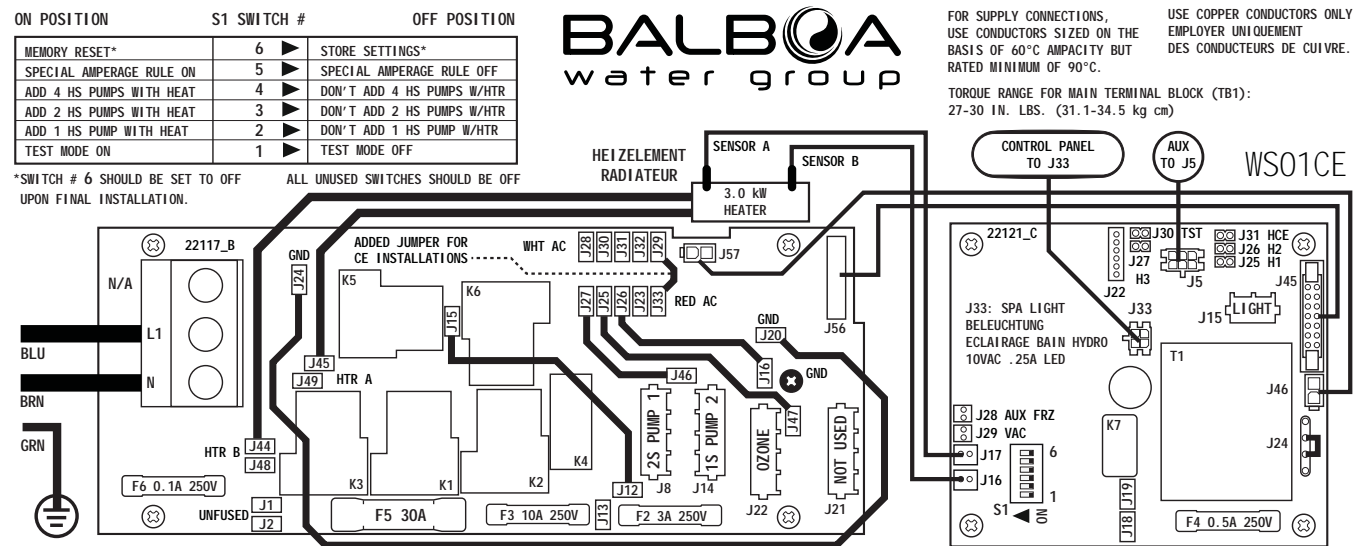 ON POSITION S1 SWITCH # OFF POSITION
MEMORY RESET* 6 ▶ STORE SETTINGS*
SPECIAL AMPERAGE RULE ON 5 ▶ SPECIAL AMPERAGE RULE OFF
ADD 4 HS PUMPS WITH HEAT 4 ▶ DON'T ADD 4 HS PUMPS W/HTR
ADD 2 HS PUMPS WITH HEAT 3 ▶ DON'T ADD 2 HS PUMPS W/HTR
ADD 1 HS PUMP WITH HEAT 2 ▶ DON'T ADD 1 HS PUMP W/HTR
TEST MODE ON 1 ▶ TEST MODE OFF
*SWITCH # 6 SHOULD BE SET TO OFF
UPON FINAL INSTALLATION.
ALL UNUSED SWITCHES SHOULD BE OFF
BALBOA
water group
FOR SUPPLY CONNECTIONS,
USE CONDUCTORS SIZED ON THE
BASIS OF 60°C AMPACITY BUT
RATED MINIMUM OF 90°C.
USE COPPER CONDUCTORS ONLY
EMPLOYER UNIQUEMENT
DES CONDUCTEURS DE CUIVRE.
TORQUE RANGE FOR MAIN TERMINAL BLOCK (TB1):
27-30 IN. LBS. (31.1-34.5 kg cm)
HEIZELEMENT
RADIATEUR
SENSOR A
SENSOR B
3.0 kW
HEATER
CONTROL PANEL
TO J33
AUX
TO J5
WS01CE
22117_B
N/A
L1
N
BLU
BRN
GRN
GND
J24
ADDED JUMPER FOR
CE INSTALLATIONS
WHT AC
J28
J30
J31
J32
J29
J57
J27
J25
J26
J23
J33
RED AC
K5
K6
J15
J56
GND
J20
J45
J49
HTR A
J16
GND
J46
J47
HTR B
J44
J48
2S PUMP 1
1S PUMP 2
OZONE
NOT USED
K3
K1
K2
K4
J8
J14
J22
J21
J12
J13
F6 0.1A 250V
UNFUSED
J1
J2
F5 30A
F3 10A 250V
F2 3A 250V
22121_C
J30 TST
J27
H3
J22
J5
J31 HCE
J26 H2
J25 H1
J45
J33: SPA LIGHT
BELEUCHTUNG
ECLAIRAGE BAIN HYDRO
10VAC .25A LED
J33
J15
LIGHT
T1
J46
J28 AUX FRZ
J29 VAC
J17
J16
6
1
S1
ON
K7
J24
J19
J18
F4 0.5A 250V